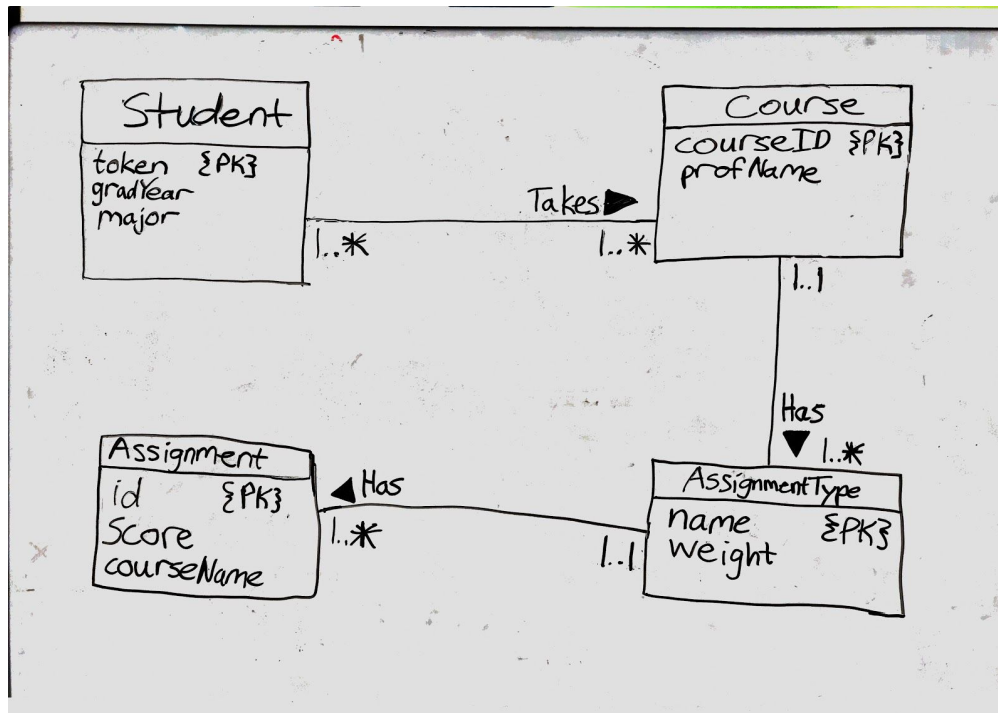 Student
token {PK}
gradYear
major
Takes
1..*
1..*
Course
courseID {PK}
profName
1..1
Has
1..*
Assignment
id {PK}
Score
courseName
Has
1..*
1..1
AssignmentType
name {PK}
weight